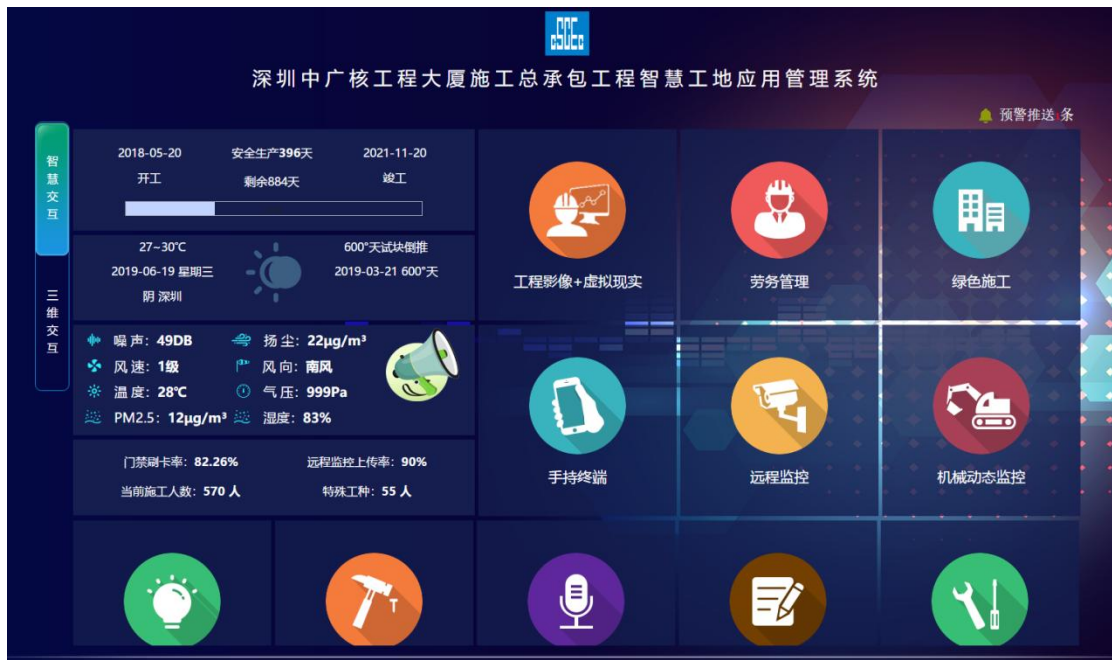 CSCEC
深圳中广核工程大厦施工总承包工程智慧工地应用管理系统
预警推送 条
智慧交互
三维交互
2018-05-20 安全生产396天 2021-11-20
开工 剩余884天 竣工
27~30℃ 600°天试块倒推
2019-06-19 星期三 2019-03-21 600°天
阴 深圳
噪声：49DB 扬尘：22μg/m³
风速：1级 风向：南风
温度：28℃ 气压：999Pa
PM2.5：12μg/m³ 湿度：83%
门禁刷卡率：82.26% 远程监控上传率：90%
当前施工人数：570 人 特殊工种：55 人
工程影像+虚拟现实 劳务管理 绿色施工
手持终端 远程监控 机械动态监控